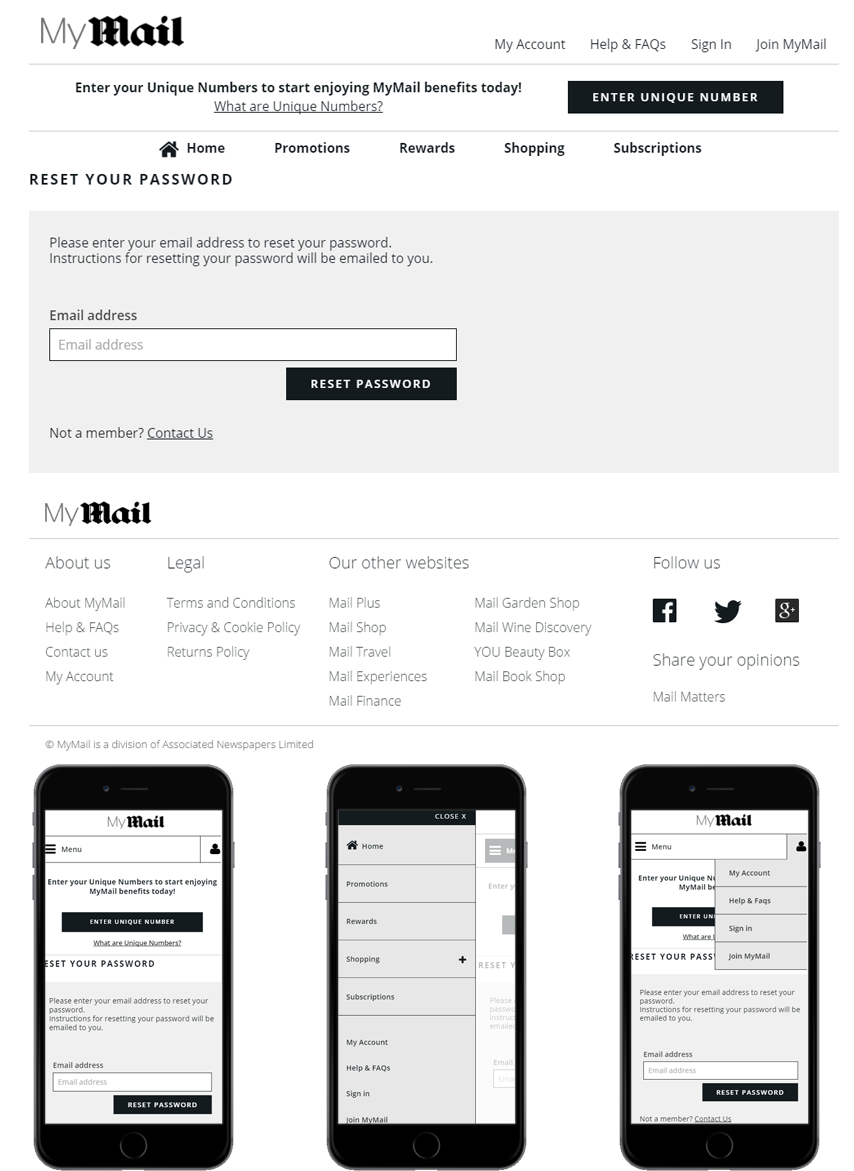 MyMail
My Account Help & FAQs Sign In Join MyMail
Enter your Unique Numbers to start enjoying MyMail benefits today!
What are Unique Numbers?
ENTER UNIQUE NUMBER
Home Promotions Rewards Shopping Subscriptions
RESET YOUR PASSWORD
Please enter your email address to reset your password.
Instructions for resetting your password will be emailed to you.
Email address
Email address
RESET PASSWORD
Not a member? Contact Us
MyMail
About us
About MyMail
Help & FAQs
Contact us
My Account
Legal
Terms and Conditions
Privacy & Cookie Policy
Returns Policy
Our other websites
Mail Plus
Mail Shop
Mail Travel
Mail Experiences
Mail Finance
Mail Garden Shop
Mail Wine Discovery
YOU Beauty Box
Mail Book Shop
Follow us
g+
Share your opinions
Mail Matters
© MyMail is a division of Associated Newspapers Limited
MyMail
Menu
Enter your Unique Numbers to start enjoying
MyMail benefits today!
ENTER UNIQUE NUMBER
What are Unique Numbers?
ESET YOUR PASSWORD
Please enter your email address to reset your
password.
Instructions for resetting your password will be
emailed to you.
Email address
Email address
RESET PASSWORD
CLOSE X
Home
Promotions
Rewards
Shopping +
Subscriptions
My Account
Help & FAQs
Sign in
Join MyMail
Me
Enter y
RESET Y
Please
passwo
Instruc
emailed
Email
Ema
MyMail
Menu
Enter your Unique Nu
MyMail be
ENTER UNI
What are U
RESET YOUR PASS
My Account
Help & Faqs
Sign in
Join MyMail
Please enter your email address to reset your
password.
Instructions for resetting your password will be
emailed to you.
Email address
Email address
RESET PASSWORD
Not a member? Contact Us